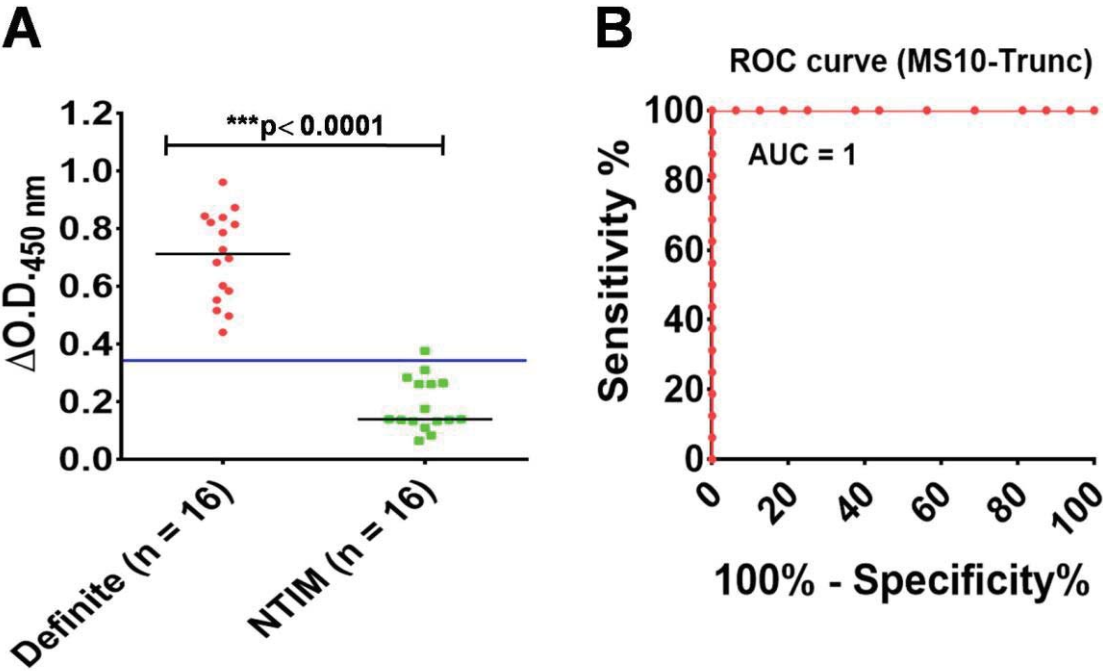 A
***p< 0.0001
ΔO.D.450 nm
1.2
1.0
0.8
0.6
0.4
0.2
0.0
Definite (n = 16)
NTIM (n = 16)
B
ROC curve (MS10-Trunc)
AUC = 1
Sensitivity %
100
80
60
40
20
0
0
20
40
60
80
100
100% - Specificity%